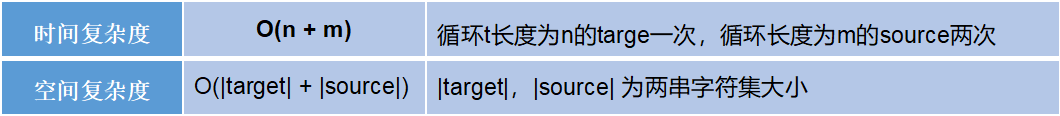 时间复杂度 O(n + m) 循环t长度为n的targe一次，循环长度为m的source两次
空间复杂度 O(|target| + |source|) |target|，|source| 为两串字符集大小